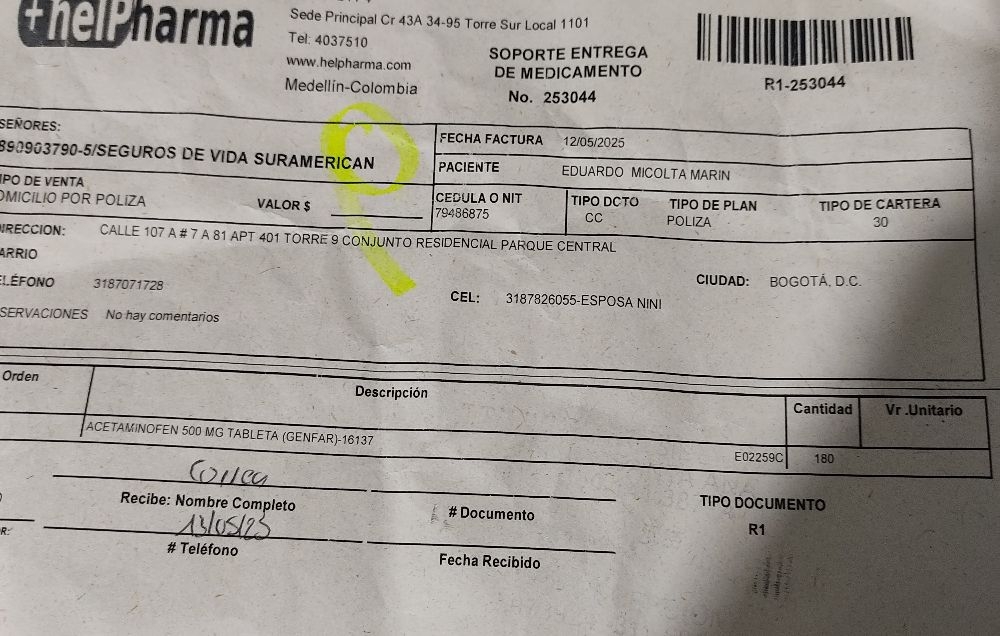 +helPharma
Sede Principal Cr 43A 34-95 Torre Sur Local 1101
Tel: 4037510
www.helpharma.com
Medellín-Colombia
SOPORTE ENTREGA
DE MEDICAMENTO
No. 253044
R1-253044
SEÑORES:
890903790-5/SEGUROS DE VIDA SURAMERICAN
FECHA FACTURA 12/05/2025
PACIENTE EDUARDO MICOLTA MARIN
IPO DE VENTA
OMICILIO POR POLIZA
VALOR $
CEDULA O NIT
79486875
TIPO DCTO
CC
TIPO DE PLAN
POLIZA
TIPO DE CARTERA
30
IRECCION: CALLE 107 A # 7 A 81 APT 401 TORRE 9 CONJUNTO RESIDENCIAL PARQUE CENTRAL
ARRIO
CIUDAD: BOGOTÁ, D.C.
ELÉFONO 3187071728
CEL: 3187826055-ESPOSA NINI
SERVACIONES No hay comentarios
Orden Descripción Cantidad Vr .Unitario
ACETAMINOFEN 500 MG TABLETA (GENFAR)-16137
E02259C 180
Recibe: Nombre Completo
# Documento
TIPO DOCUMENTO
R1
13/05/25
R:
# Teléfono
Fecha Recibido